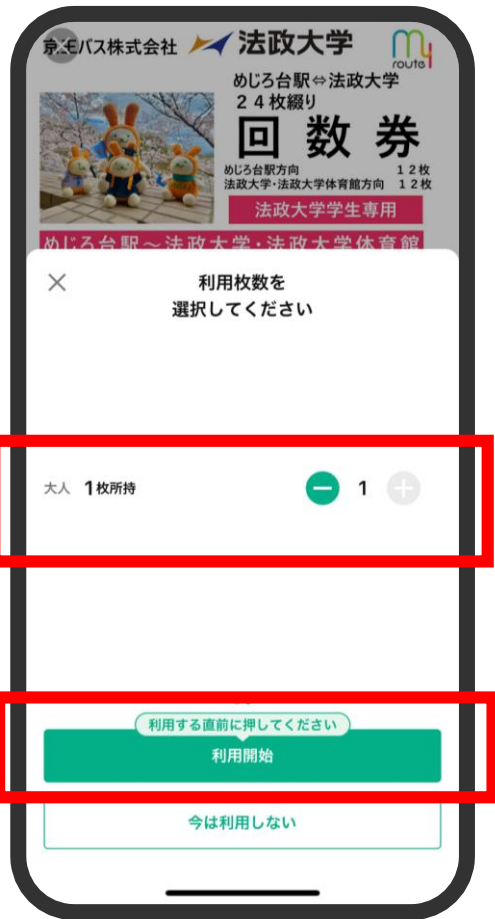 京王バス株式会社 法政大学 my route
めじろ台駅⇔法政大学
２４枚綴り
回数券
めじろ台駅方向 １２枚
法政大学・法政大学体育館方向 １２枚
法政大学学生専用
めじろ台駅～法政大学・法政大学体育館
利用枚数を
選択してください
大人 1枚所持 1
利用する直前に押してください
利用開始
今は利用しない